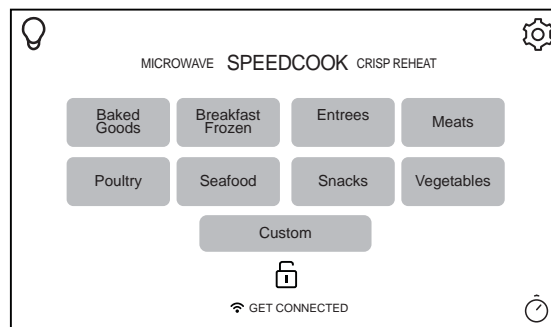 MICROWAVE SPEEDCOOK CRISP REHEAT
Baked
Goods
Breakfast
Frozen
Entrees
Meats
Poultry
Seafood
Snacks
Vegetables
Custom
GET CONNECTED